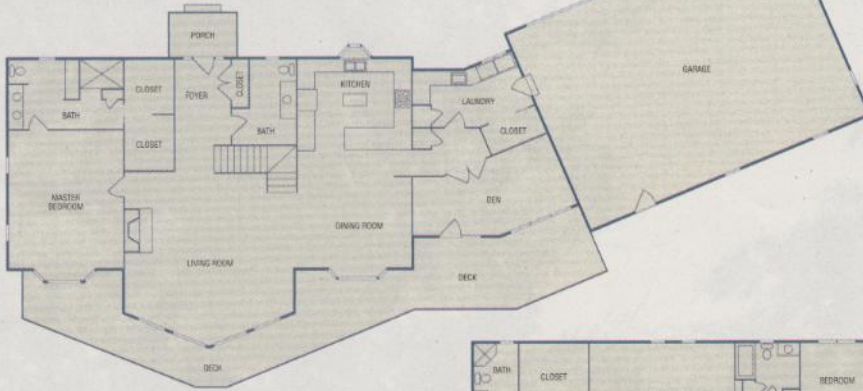 PORCH
GARAGE
CLOSET
FOYER
CLOSET
KITCHEN
LAUNDRY
BATH
BATH
CLOSET
CLOSET
MASTER
BEDROOM
DEN
DINING ROOM
LIVING ROOM
DECK
DECK
BATH
CLOSET
BEDROOM